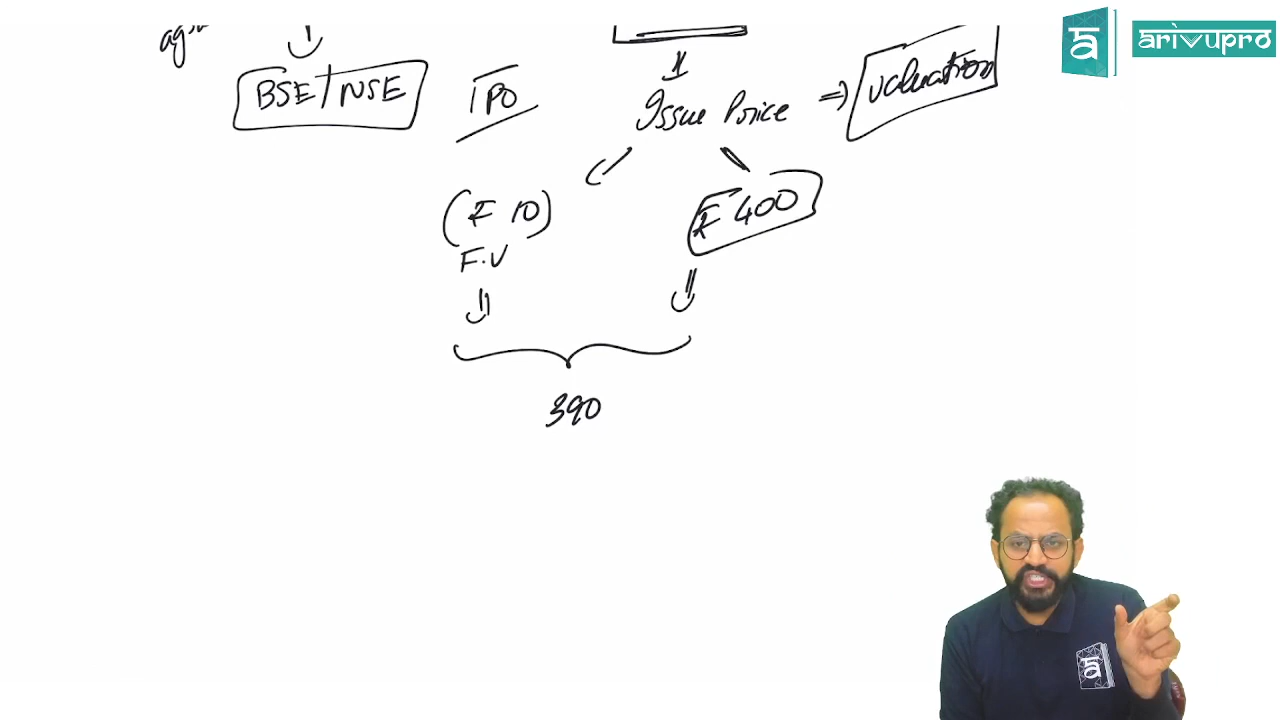 arivupro
BSE/NSE
IPO
Issue Price
⇒ Valuation
(₹ 10)
₹ 400
F.V
390